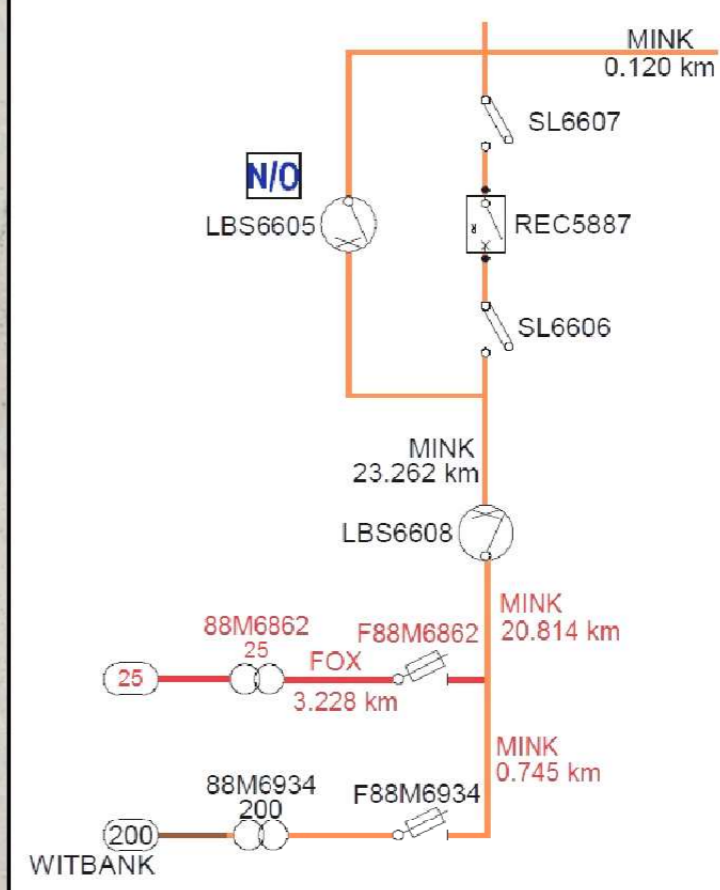 MINK
0.120 km
SL6607
N/O
LBS6605
REC5887
SL6606
MINK
23.262 km
LBS6608
MINK
20.814 km
88M6862
25
F88M6862
FOX
25
3.228 km
MINK
0.745 km
88M6934
200
F88M6934
200
WITBANK